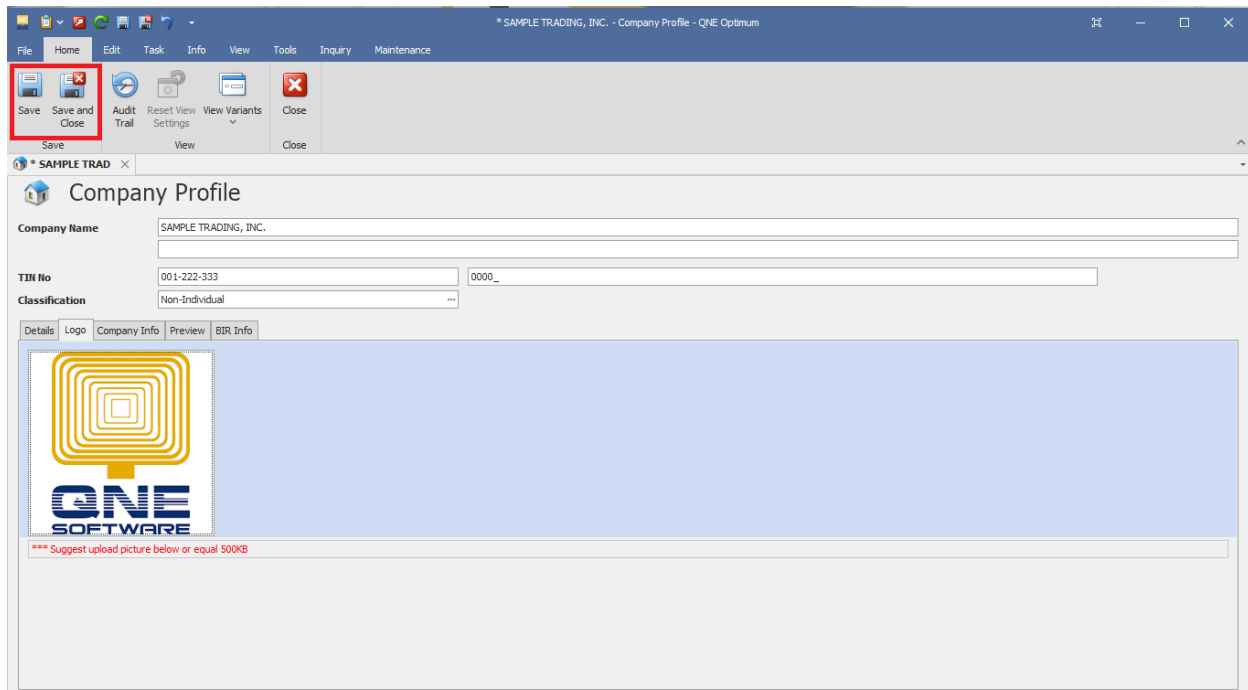 * SAMPLE TRADING, INC. - Company Profile - QNE Optimum
File Home Edit Task Info View Tools Inquiry Maintenance
Save Save and Close Audit Trail Reset View Settings View Variants Close
Save View Close
* SAMPLE TRAD
Company Profile
Company Name SAMPLE TRADING, INC.
TIN No 001-222-333 0000_
Classification Non-Individual ...
Details Logo Company Info Preview BIR Info
QNE
SOFTWARE
*** Suggest upload picture below or equal 500KB